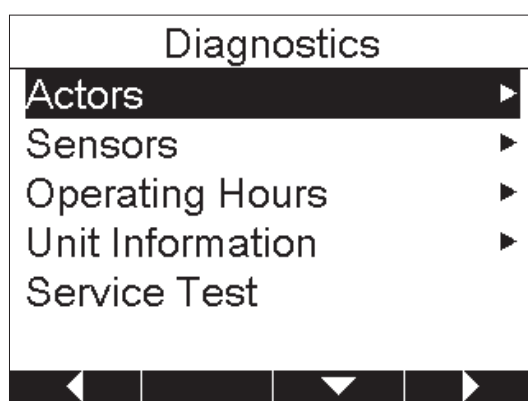 Diagnostics
Actors
Sensors
Operating Hours
Unit Information
Service Test